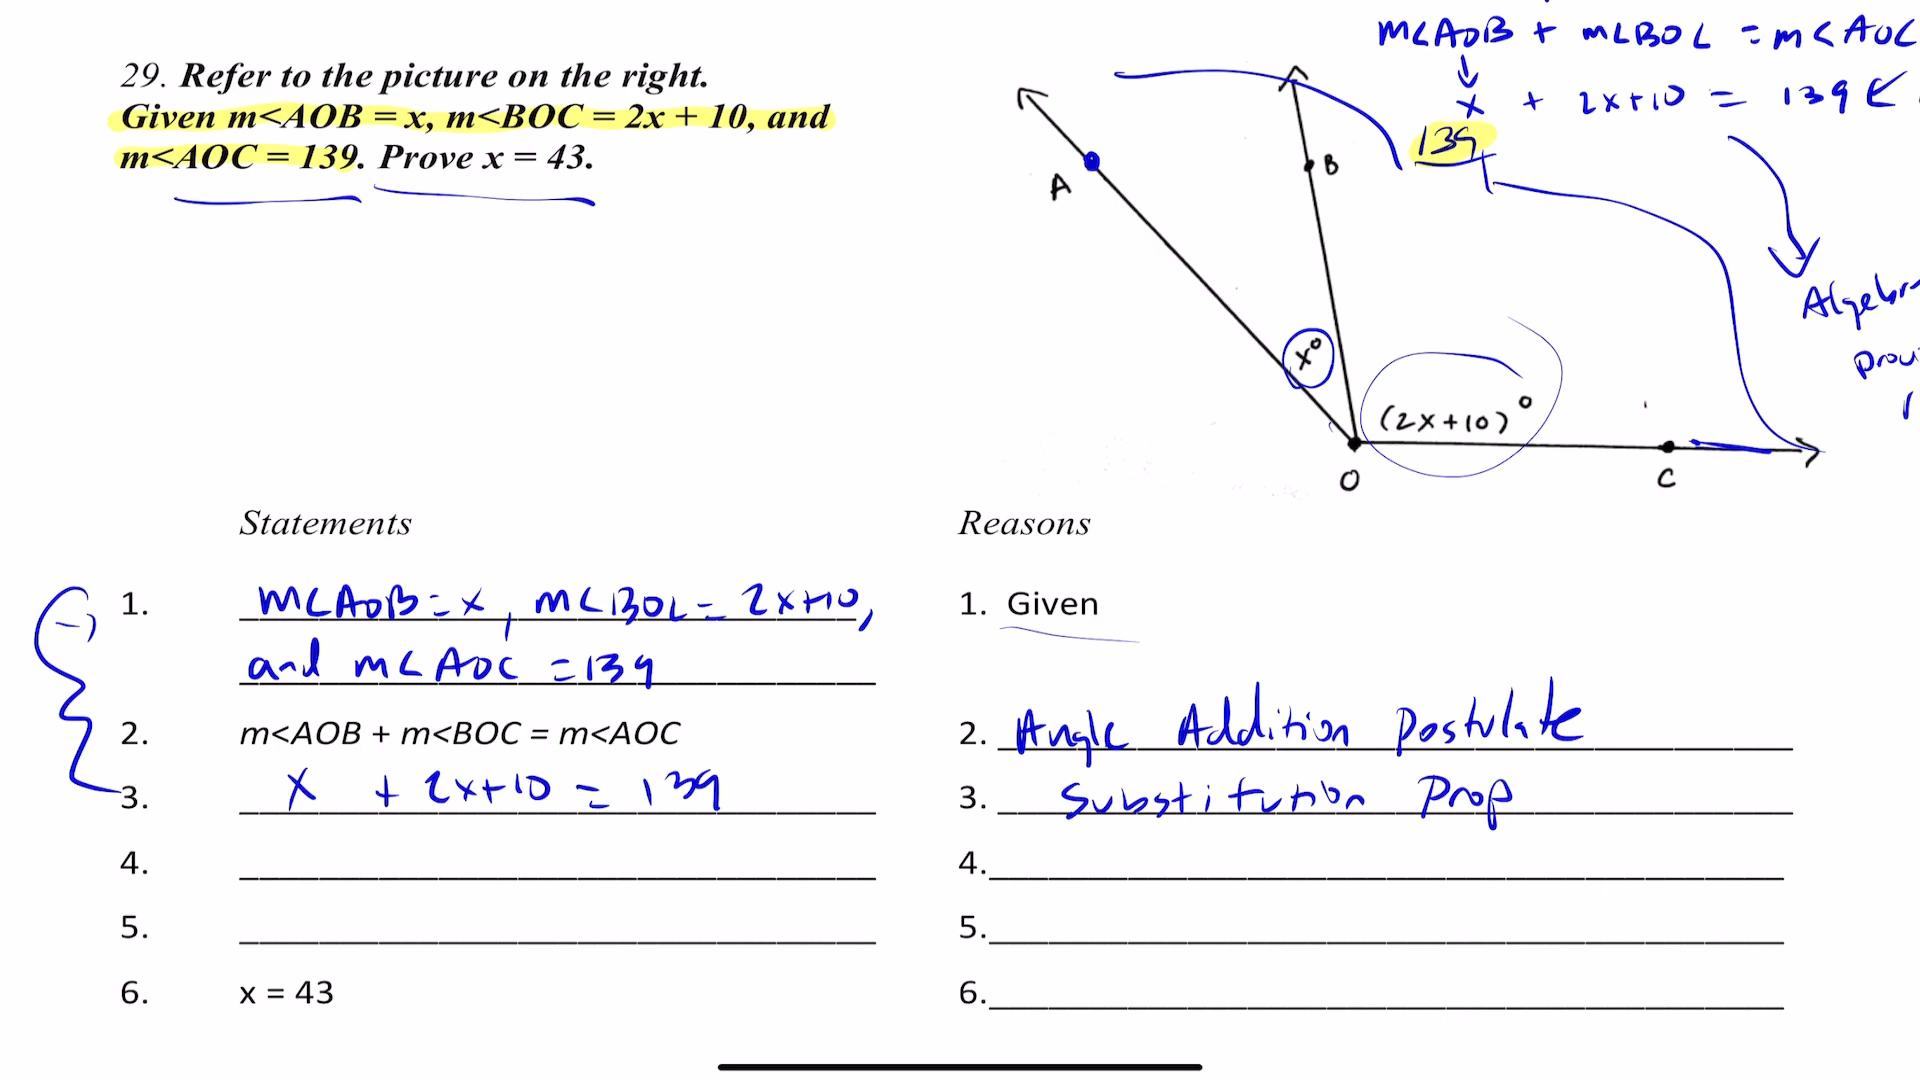 m<AOB + m<BOC = m<AOC
29. Refer to the picture on the right.
Given m<AOB = x, m<BOC = 2x + 10, and
m<AOC = 139. Prove x = 43.
x + 2x+10 = 139
139
A
B
x°
(2x+10)°
O
C
Statements
Reasons
1. m<AOB = x, m<BOC = 2x+10,
and m<AOC = 139
1. Given
2. m<AOB + m<BOC = m<AOC
2. Angle Addition Postulate
3. x + 2x+10 = 139
3. Substitution Prop
4.
4.
5.
5.
6. x = 43
6.